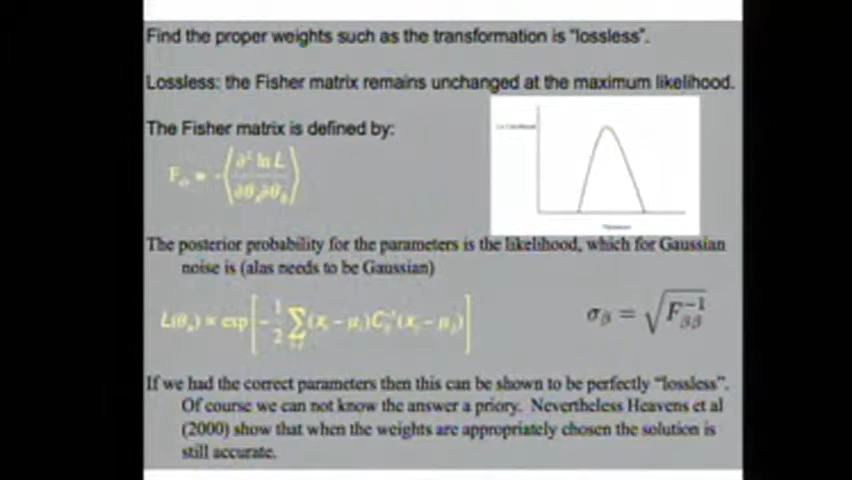 Find the proper weights such as the transformation is "lossless".
Lossless: the Fisher matrix remains unchanged at the maximum likelihood.
The Fisher matrix is defined by:
∂² ln L
The posterior probability for the parameters is the likelihood, which for Gaussian
noise is (alas needs to be Gaussian)
σ_β = √(F⁻¹_ββ)
If we had the correct parameters then this can be shown to be perfectly "lossless".
Of course we can not know the answer a priory. Nevertheless Heavens et al
(2000) show that when the weights are appropriately chosen the solution is
still accurate.